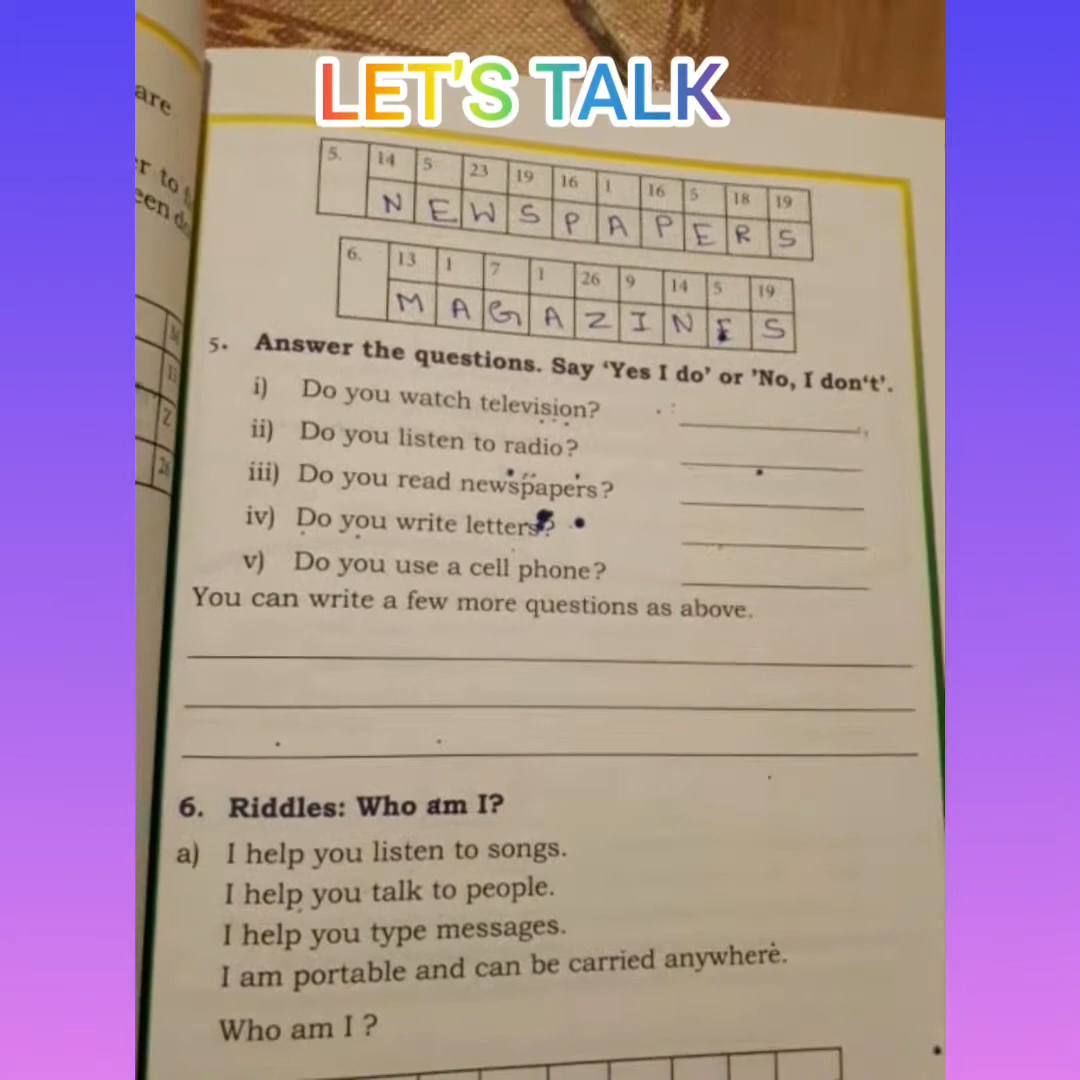 LET'S TALK
are
5. 14 5 23 19 16 1 16 5 18 19
N E W S P A P E R S
6. 13 1 7 1 26 9 14 5 19
M A G A Z I N E S
5. Answer the questions. Say ‘Yes I do’ or ’No, I don‘t’.
i) Do you watch television?
ii) Do you listen to radio?
iii) Do you read newspapers?
iv) Do you write letters?
v) Do you use a cell phone?
You can write a few more questions as above.
6. Riddles: Who am I?
a) I help you listen to songs.
I help you talk to people.
I help you type messages.
I am portable and can be carried anywhere.
Who am I ?